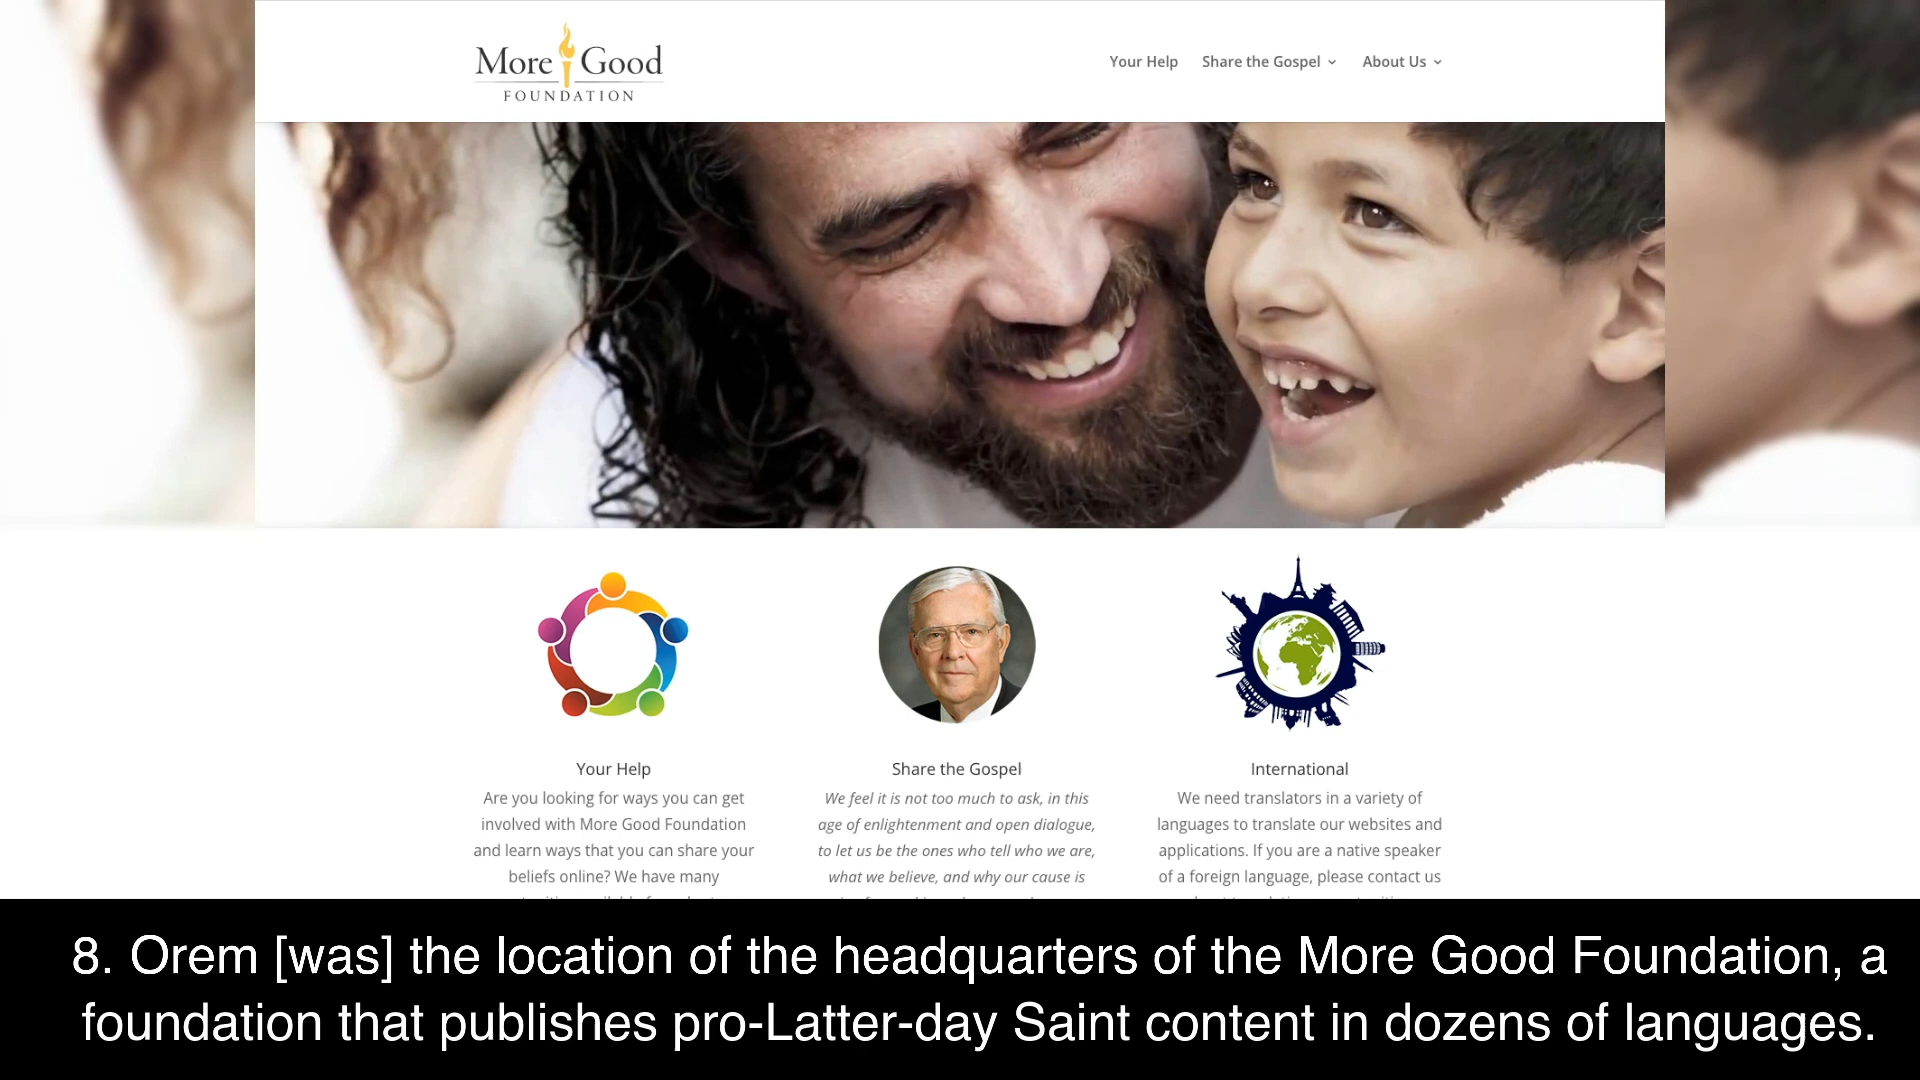 More Good
FOUNDATION
Your Help Share the Gospel About Us
Your Help
Are you looking for ways you can get
involved with More Good Foundation
and learn ways that you can share your
beliefs online? We have many
Share the Gospel
We feel it is not too much to ask, in this
age of enlightenment and open dialogue,
to let us be the ones who tell who we are,
what we believe, and why our cause is
International
We need translators in a variety of
languages to translate our websites and
applications. If you are a native speaker
of a foreign language, please contact us
8. Orem [was] the location of the headquarters of the More Good Foundation, a
foundation that publishes pro-Latter-day Saint content in dozens of languages.